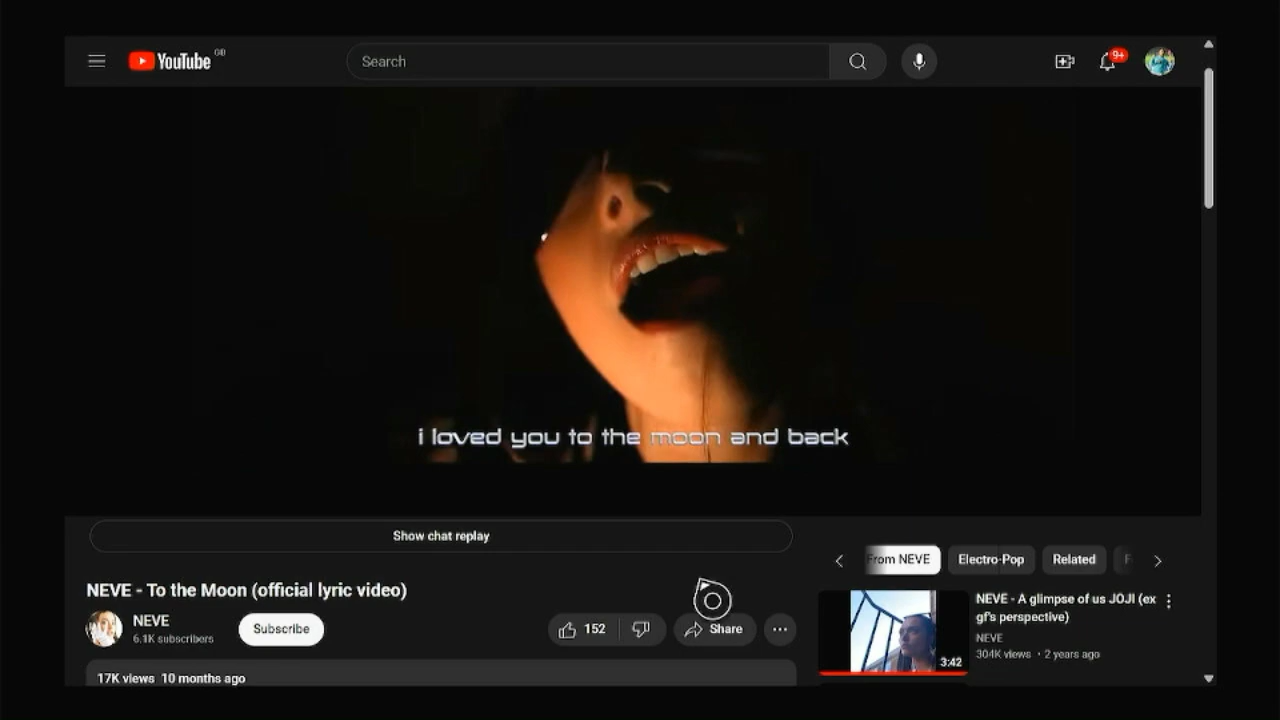 YouTube GB
Search
9+
i loved you to the moon and back
Show chat replay
NEVE - To the Moon (official lyric video)
NEVE
6.1K subscribers
Subscribe
152
Share
17K views 10 months ago
From NEVE
Electro-Pop
Related
NEVE - A glimpse of us JOJI (ex
gf's perspective)
NEVE
304K views • 2 years ago
3:42